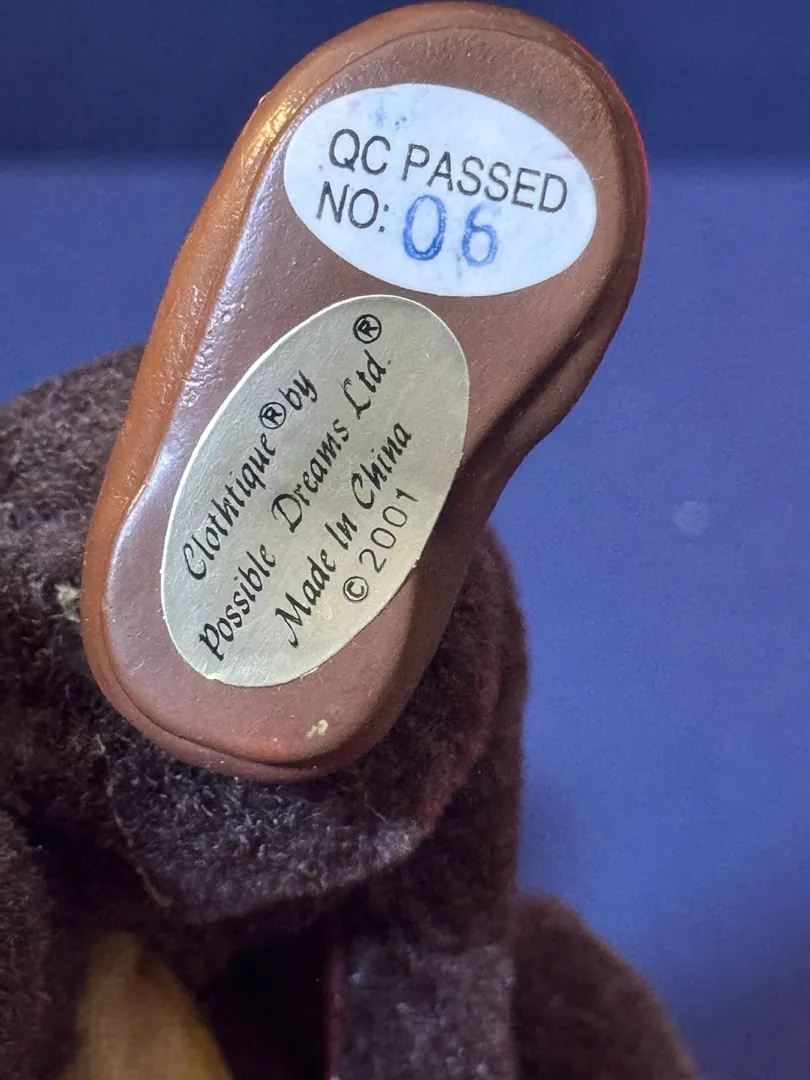 QC PASSED
NO: 06
Clothtique® by
Possible Dreams Ltd.®
Made In China
© 2001